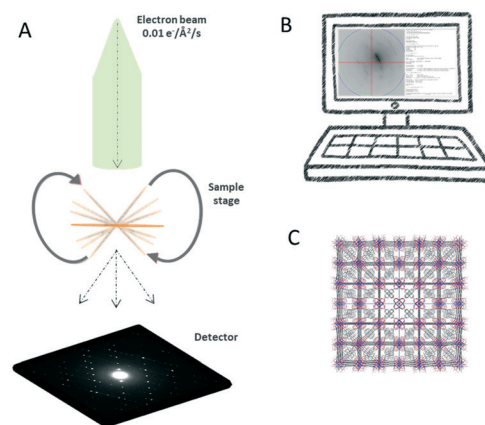 A
Electron beam
0.01 e⁻/Å²/s
Sample
stage
Detector
B
C